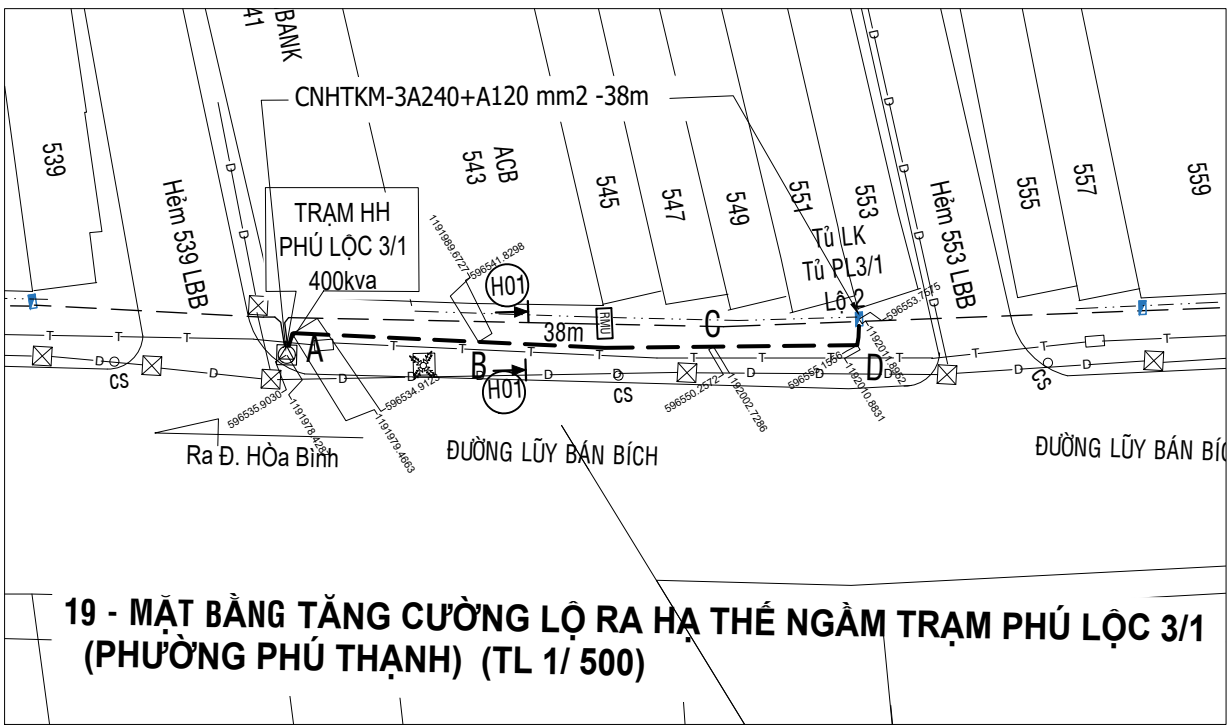 BANK
41
CNHTKM-3A240+A120 mm2 -38m
539
Hẻm 539 LBB
ACB
543
545
547
549
551
553
Hẻm 553 LBB
555
557
559
TRẠM HH
PHÚ LỘC 3/1
400kva
Tủ LK
Tủ PL3/1
Lộ 2
1191989.6727
596541.8298
H01
38m
RMU
A
B
C
D
H01
596553.7575
1192011.8952
596555.1556
1192010.8831
596550.2572
1192002.7286
596534.9123
1191979.4663
596535.9030
cs
cs
cs
Ra Đ. HÒa Bình
ĐƯỜNG LŨY BÁN BÍCH
ĐƯỜNG LŨY BÁN BÍC
19 - MẶT BẰNG TĂNG CƯỜNG LỘ RA HẠ THẾ NGẦM TRẠM PHÚ LỘC 3/1
(PHƯỜNG PHÚ THẠNH) (TL 1/ 500)